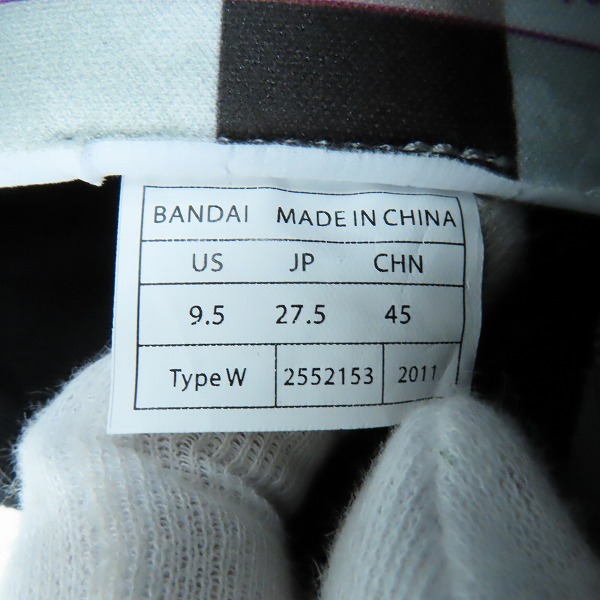 BANDAI MADE IN CHINA
US JP CHN
9.5 27.5 45
Type W 2552153 2011